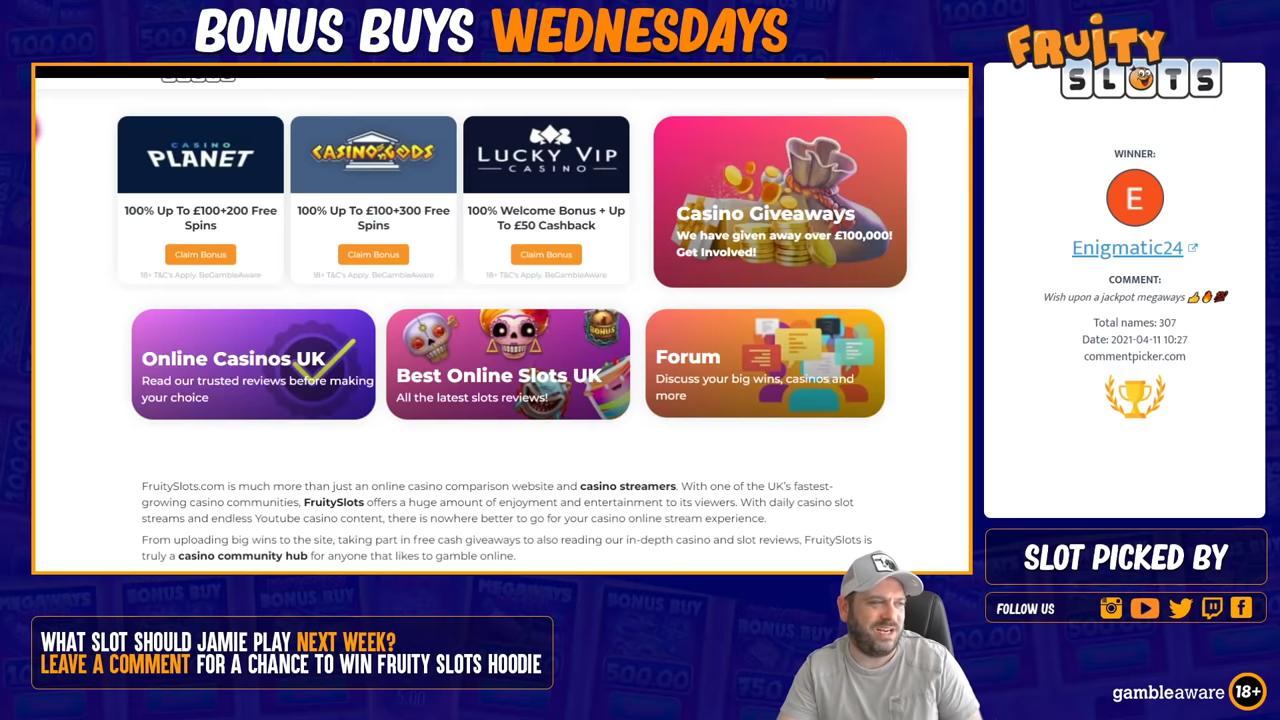 BONUS BUYS WEDNESDAYS
FRUITY
SLOTS
CASINO
PLANET
CASINO GODS
LUCKY VIP
CASINO
100% Up To £100+200 Free
Spins
Claim Bonus
18+ T&C's Apply. BeGambleAware
100% Up To £100+300 Free
Spins
Claim Bonus
18+ T&C's Apply. BeGambleAware
100% Welcome Bonus + Up
To £50 Cashback
Claim Bonus
18+ T&C's Apply. BeGambleAware
Casino Giveaways
We have given away over £100,000!
Get Involved!
Online Casinos UK
Read our trusted reviews before making
your choice
BONUS
Best Online Slots UK
All the latest slots reviews!
Forum
Discuss your big wins, casinos and
more
FruitySlots.com is much more than just an online casino comparison website and casino streamers. With one of the UK's fastest-
growing casino communities, FruitySlots offers a huge amount of enjoyment and entertainment to its viewers. With daily casino slot
streams and endless Youtube casino content, there is nowhere better to go for your casino online stream experience.
From uploading big wins to the site, taking part in free cash giveaways to also reading our in-depth casino and slot reviews, FruitySlots is
truly a casino community hub for anyone that likes to gamble online.
WINNER:
E
Enigmatic24
COMMENT:
Wish upon a jackpot megaways 👍🔥💯
Total names: 307
Date: 2021-04-11 10:27
commentpicker.com
SLOT PICKED BY
FOLLOW US
WHAT SLOT SHOULD JAMIE PLAY NEXT WEEK?
LEAVE A COMMENT FOR A CHANCE TO WIN FRUITY SLOTS HOODIE
gambleaware 18+